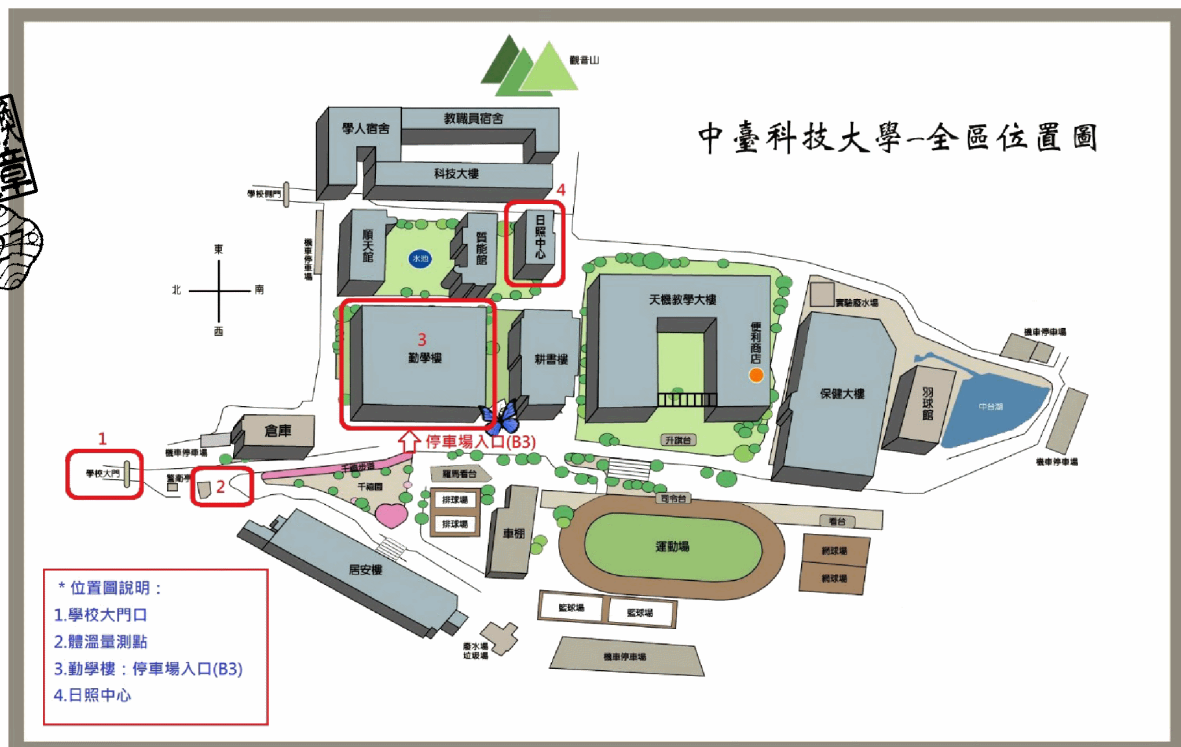 觀音山
中臺科技大學-全區位置圖
學人宿舍
教職員宿舍
科技大樓
學校側門
4
日照中心
順天館
水池
質能館
機車停車場
東
北
南
西
天機教學大樓
便利商店
實驗廢水場
機車停車場
3
勤學樓
耕書樓
保健大樓
羽球館
中台湖
機車停車場
倉庫
機車停車場
停車場入口(B3)
升旗台
1
學校大門
警衛亭
2
千禧步道
千禧園
羅馬看台
排球場
排球場
車棚
司令台
看台
運動場
網球場
網球場
居安樓
籃球場
籃球場
廢水場
垃圾場
機車停車場
*位置圖說明：
1.學校大門口
2.體溫量測點
3.勤學樓：停車場入口(B3)
4.日照中心
章